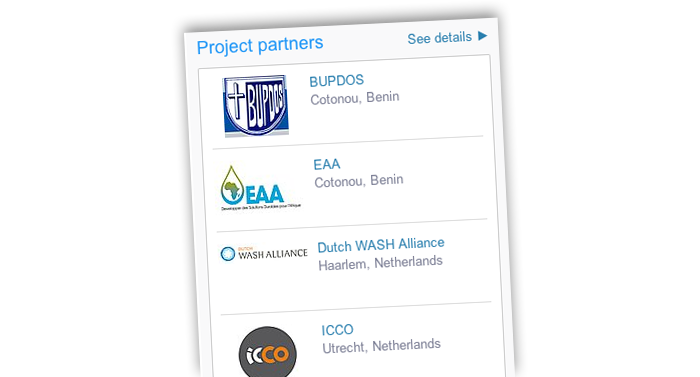 Project partners
See details
BUPDOS
BUPDOS
Cotonou, Benin
EAA
EAA
Cotonou, Benin
Développer des Solutions Durables pour l'Afrique
DUTCH
WASH ALLIANCE
Dutch WASH Alliance
Haarlem, Netherlands
ICCO
icco
Utrecht, Netherlands